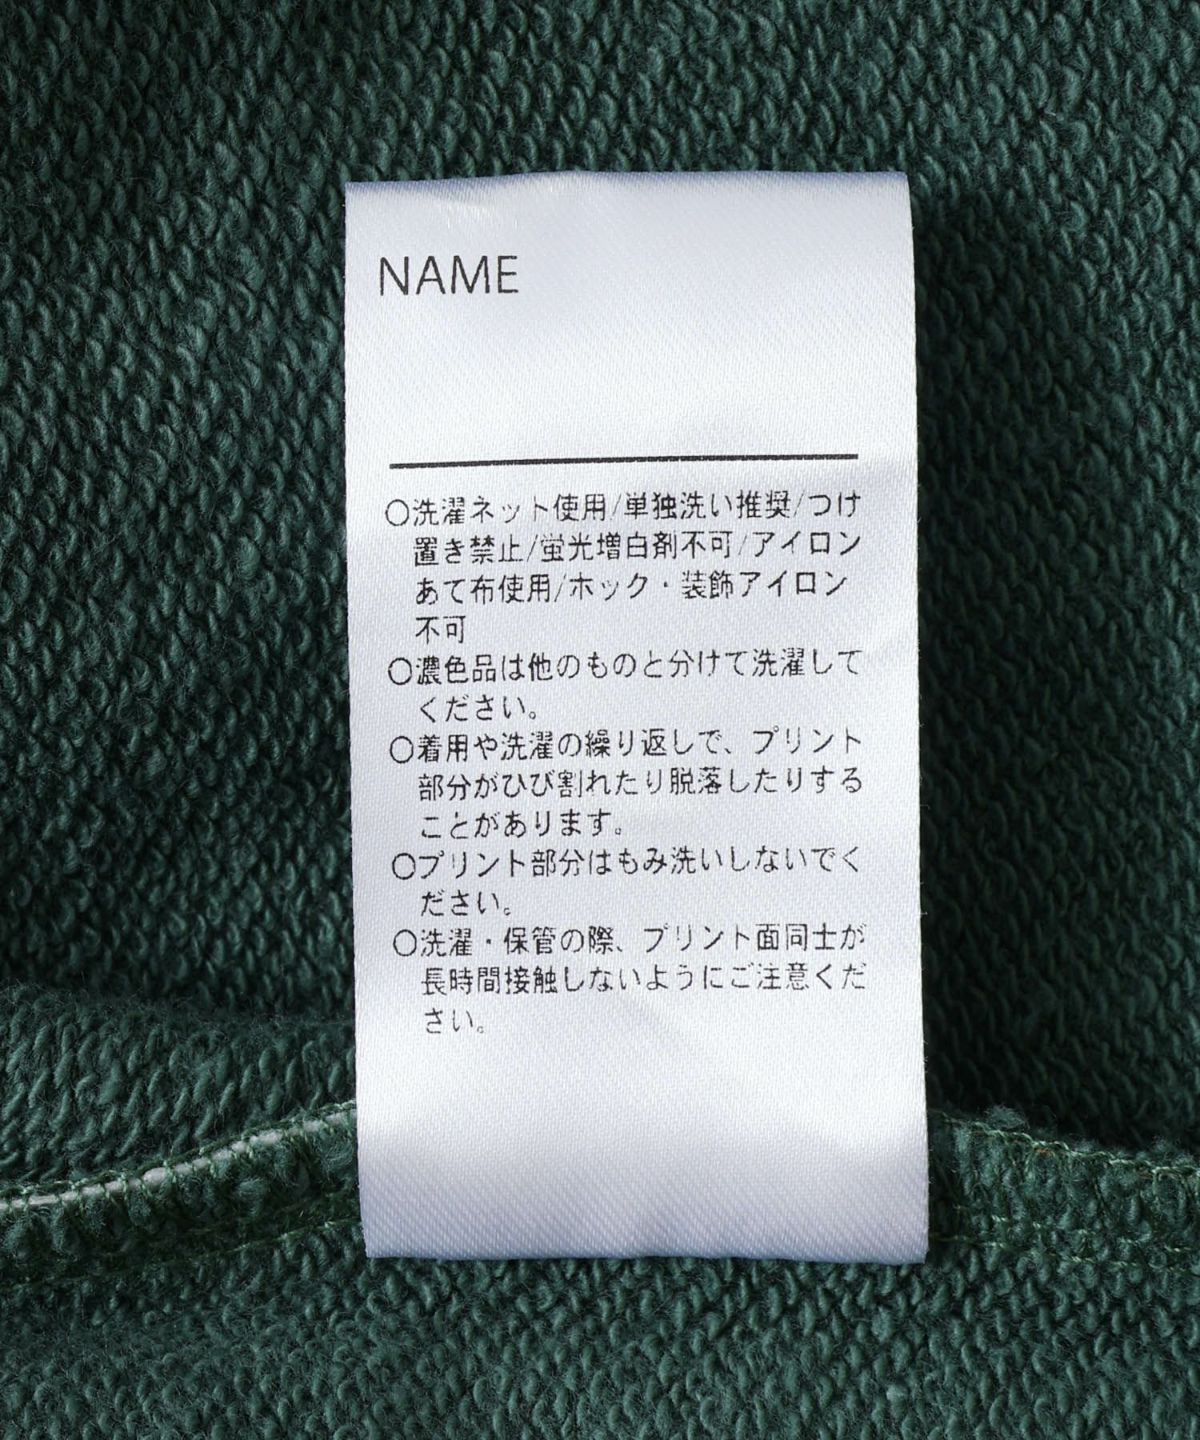 NAME
○洗濯ネット使用/単独洗い推奨/つけ
置き禁止/蛍光増白剤不可/アイロン
あて布使用/ホック・装飾アイロン
不可
○濃色品は他のものと分けて洗濯して
ください。
○着用や洗濯の繰り返しで、プリント
部分がひび割れたり脱落したりする
ことがあります。
○プリント部分はもみ洗いしないでく
ださい。
○洗濯・保管の際、プリント面同士が
長時間接触しないようにご注意くだ
さい。